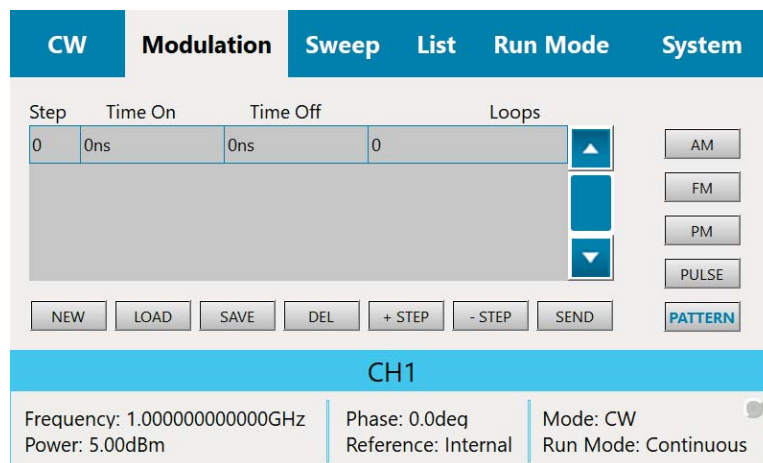 CW Modulation Sweep List Run Mode System
Step Time On Time Off Loops
0 0ns 0ns 0
AM
FM
PM
PULSE
PATTERN
NEW LOAD SAVE DEL + STEP - STEP SEND
CH1
Frequency: 1.000000000000GHz
Power: 5.00dBm
Phase: 0.0deg
Reference: Internal
Mode: CW
Run Mode: Continuous